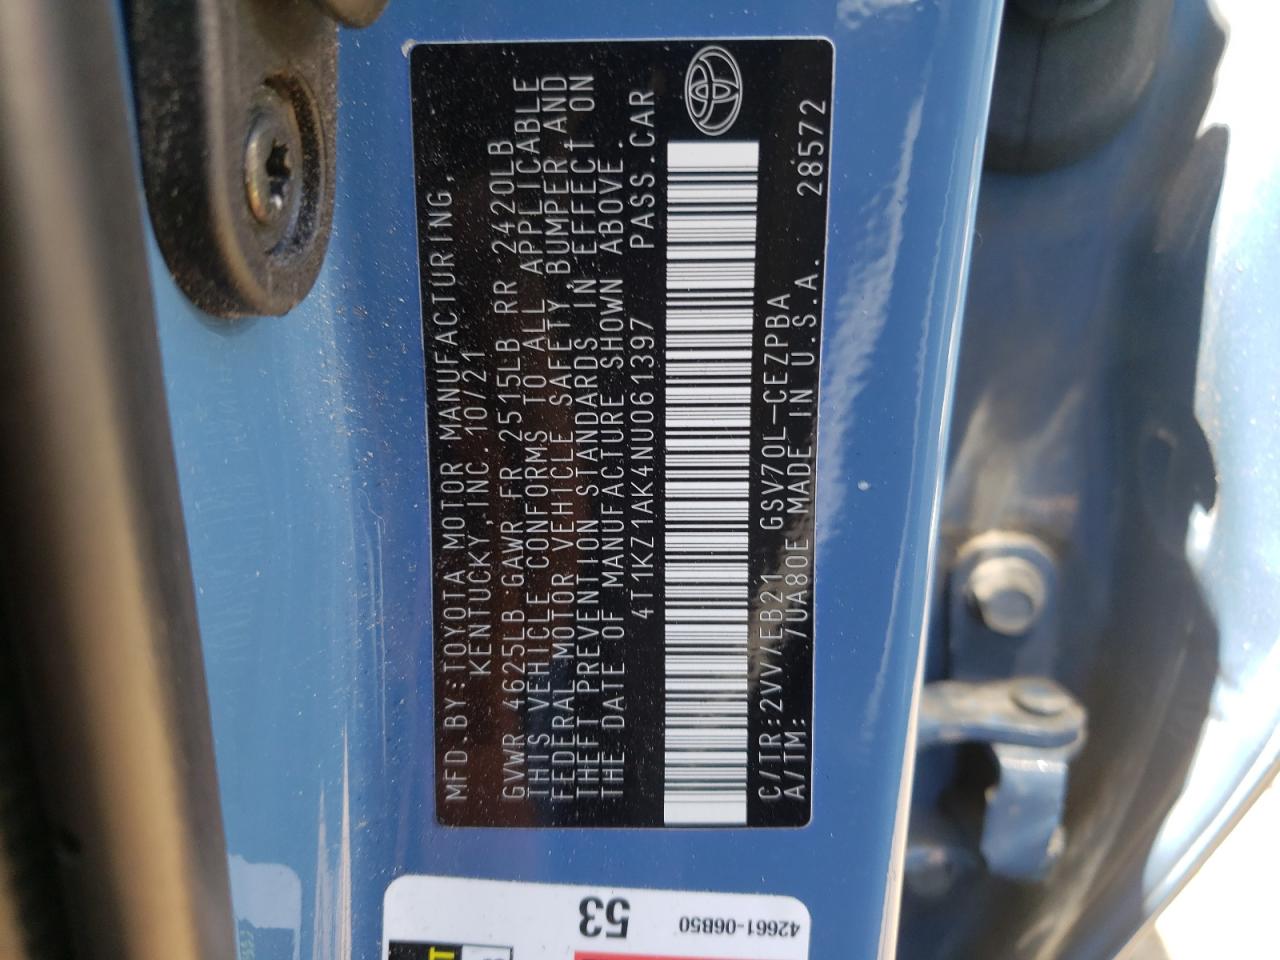 MFD.BY:TOYOTA MOTOR MANUFACTURING,
KENTUCKY,INC. 10/21
GVWR 4625LB GAWR FR 2515LB RR 2420LB
THIS VEHICLE CONFORMS TO ALL APPLICABLE
FEDERAL MOTOR VEHICLE SAFETY,BUMPER,AND
THEFT PREVENTION STANDARDS IN EFFECT ON
THE DATE OF MANUFACTURE SHOWN ABOVE.
4T1KZ1AK4NU061397 PASS.CAR
C/TR:2VV/EB21 GSV70L-CEZPBA
A/TM: /UA80E MADE IN U.S.A. 28572
53
42661-06B50